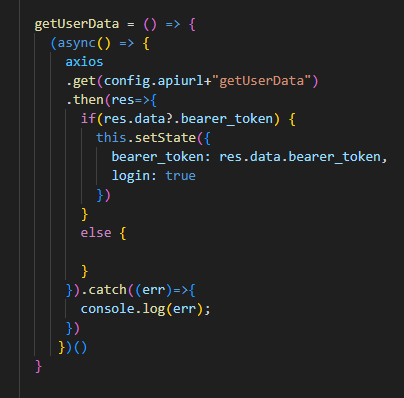 getUserData = () => {
(async() => {
axios
.get(config.apiurl+"getUserData")
.then(res=>{
if(res.data?.bearer_token) {
this.setState({
bearer_token: res.data.bearer_token,
login: true
})
}
else {
}
}).catch((err)=>{
console.log(err);
})
})()
}